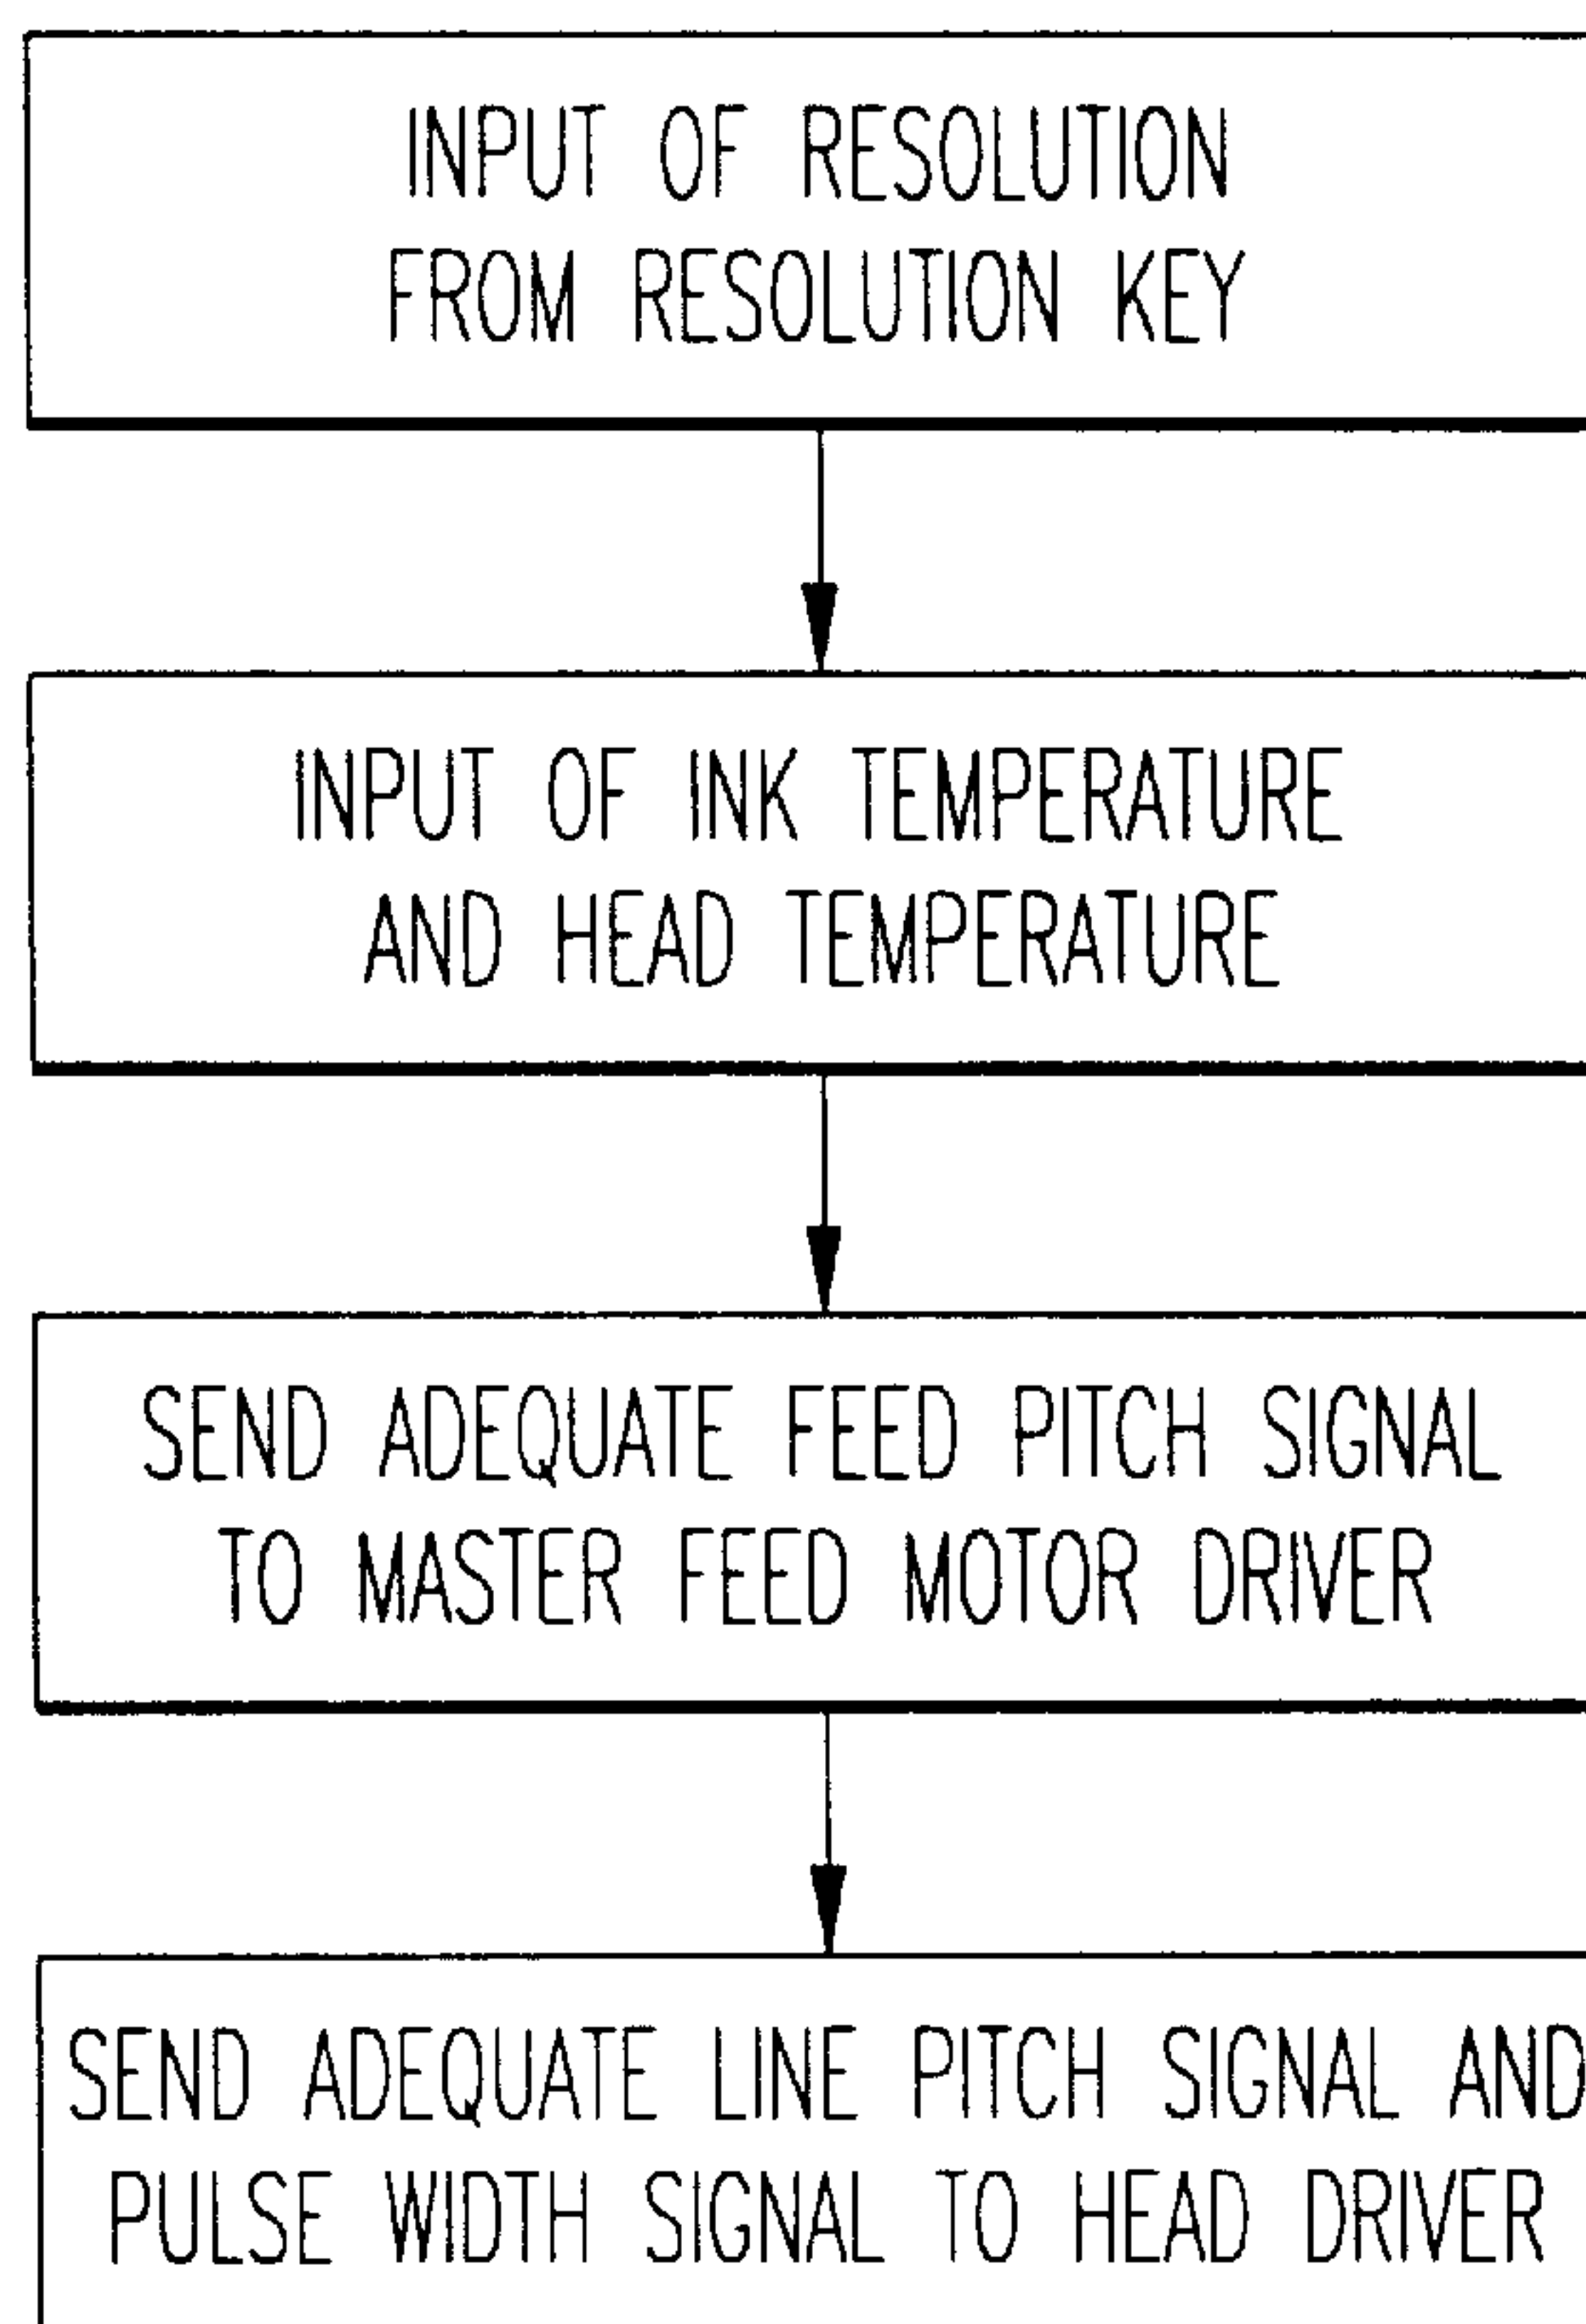 INPUT OF RESOLUTION
FROM RESOLUTION KEY
INPUT OF INK TEMPERATURE
AND HEAD TEMPERATURE
SEND ADEQUATE FEED PITCH SIGNAL
TO MASTER FEED MOTOR DRIVER
SEND ADEQUATE LINE PITCH SIGNAL AND
PULSE WIDTH SIGNAL TO HEAD DRIVER